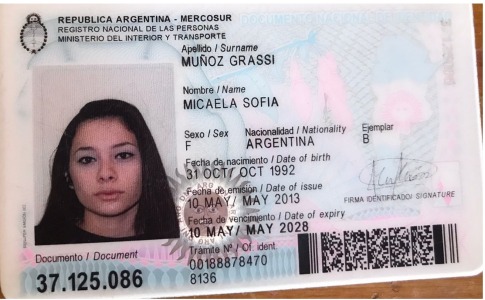 REPUBLICA ARGENTINA - MERCOSUR
REGISTRO NACIONAL DE LAS PERSONAS
MINISTERIO DEL INTERIOR Y TRANSPORTE
Apellido / Surname
MUÑOZ GRASSI
Nombre / Name
MICAELA SOFIA
Sexo / Sex Nacionalidad / Nationality Ejemplar
F ARGENTINA B
Fecha de nacimiento / Date of birth
31 OCT/ OCT 1992
Fecha de emisión / Date of issue
10 MAY/ MAY 2013
FIRMA IDENTIFICADO/ SIGNATURE
Fecha de vencimiento / Date of expiry
10 MAY/ MAY 2028
Documento / Document
37.125.086
Trámite Nº / Of. ident.
00188878470
8136